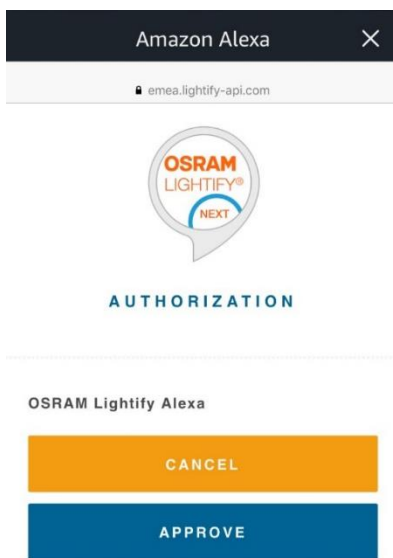 Amazon Alexa
emea.lightify-api.com
OSRAM
LIGHTIFY®
NEXT
AUTHORIZATION
OSRAM Lightify Alexa
CANCEL
APPROVE